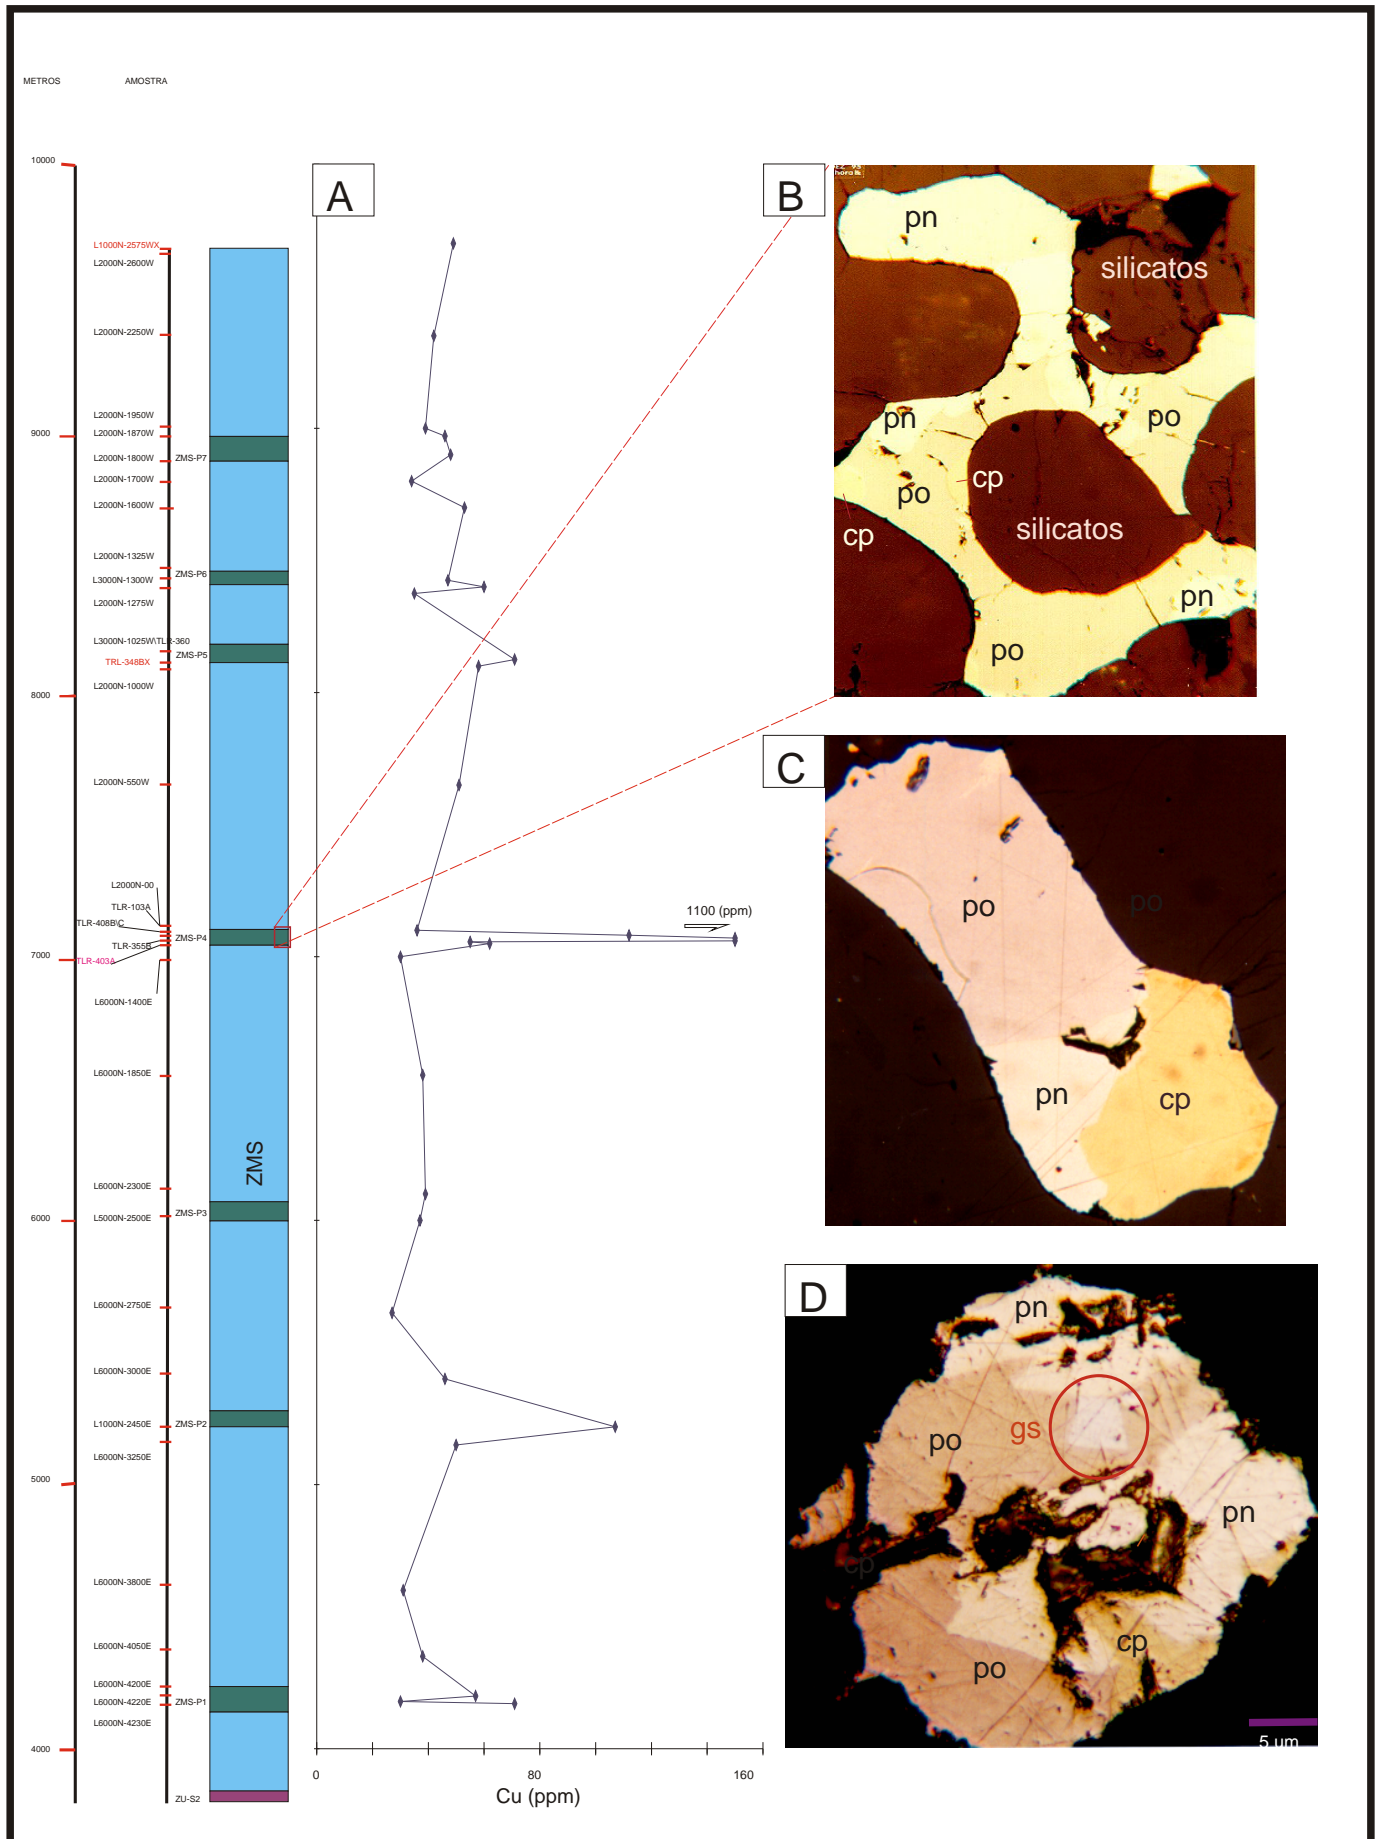 METROS
AMOSTRA
10000
9000
8000
7000
6000
5000
4000
L1000N-2575WX
L2000N-2600W
L2000N-2250W
L2000N-1950W
L2000N-1870W
L2000N-1800W
L2000N-1700W
L2000N-1600W
L2000N-1325W
L3000N-1300W
L2000N-1275W
L3000N-1025W\TLR-360
TRL-348BX
L2000N-1000W
L2000N-550W
L2000N-00
TLR-103A
TLR-408B\C
TLR-355B
TLR-403A
L6000N-1400E
L6000N-1850E
L6000N-2300E
L5000N-2500E
L6000N-2750E
L6000N-3000E
L1000N-2450E
L6000N-3250E
L6000N-3800E
L6000N-4050E
L6000N-4200E
L6000N-4220E
L6000N-4230E
ZMS-P7
ZMS-P6
ZMS-P5
ZMS-P4
ZMS-P3
ZMS-P2
ZMS-P1
ZU-S2
ZMS
A
1100 (ppm)
0
80
160
Cu (ppm)
B
pn
silicatos
pn
po
po
cp
cp
silicatos
pn
po
C
po
po
pn
cp
D
pn
po
gs
pn
cp
cp
po
5 um